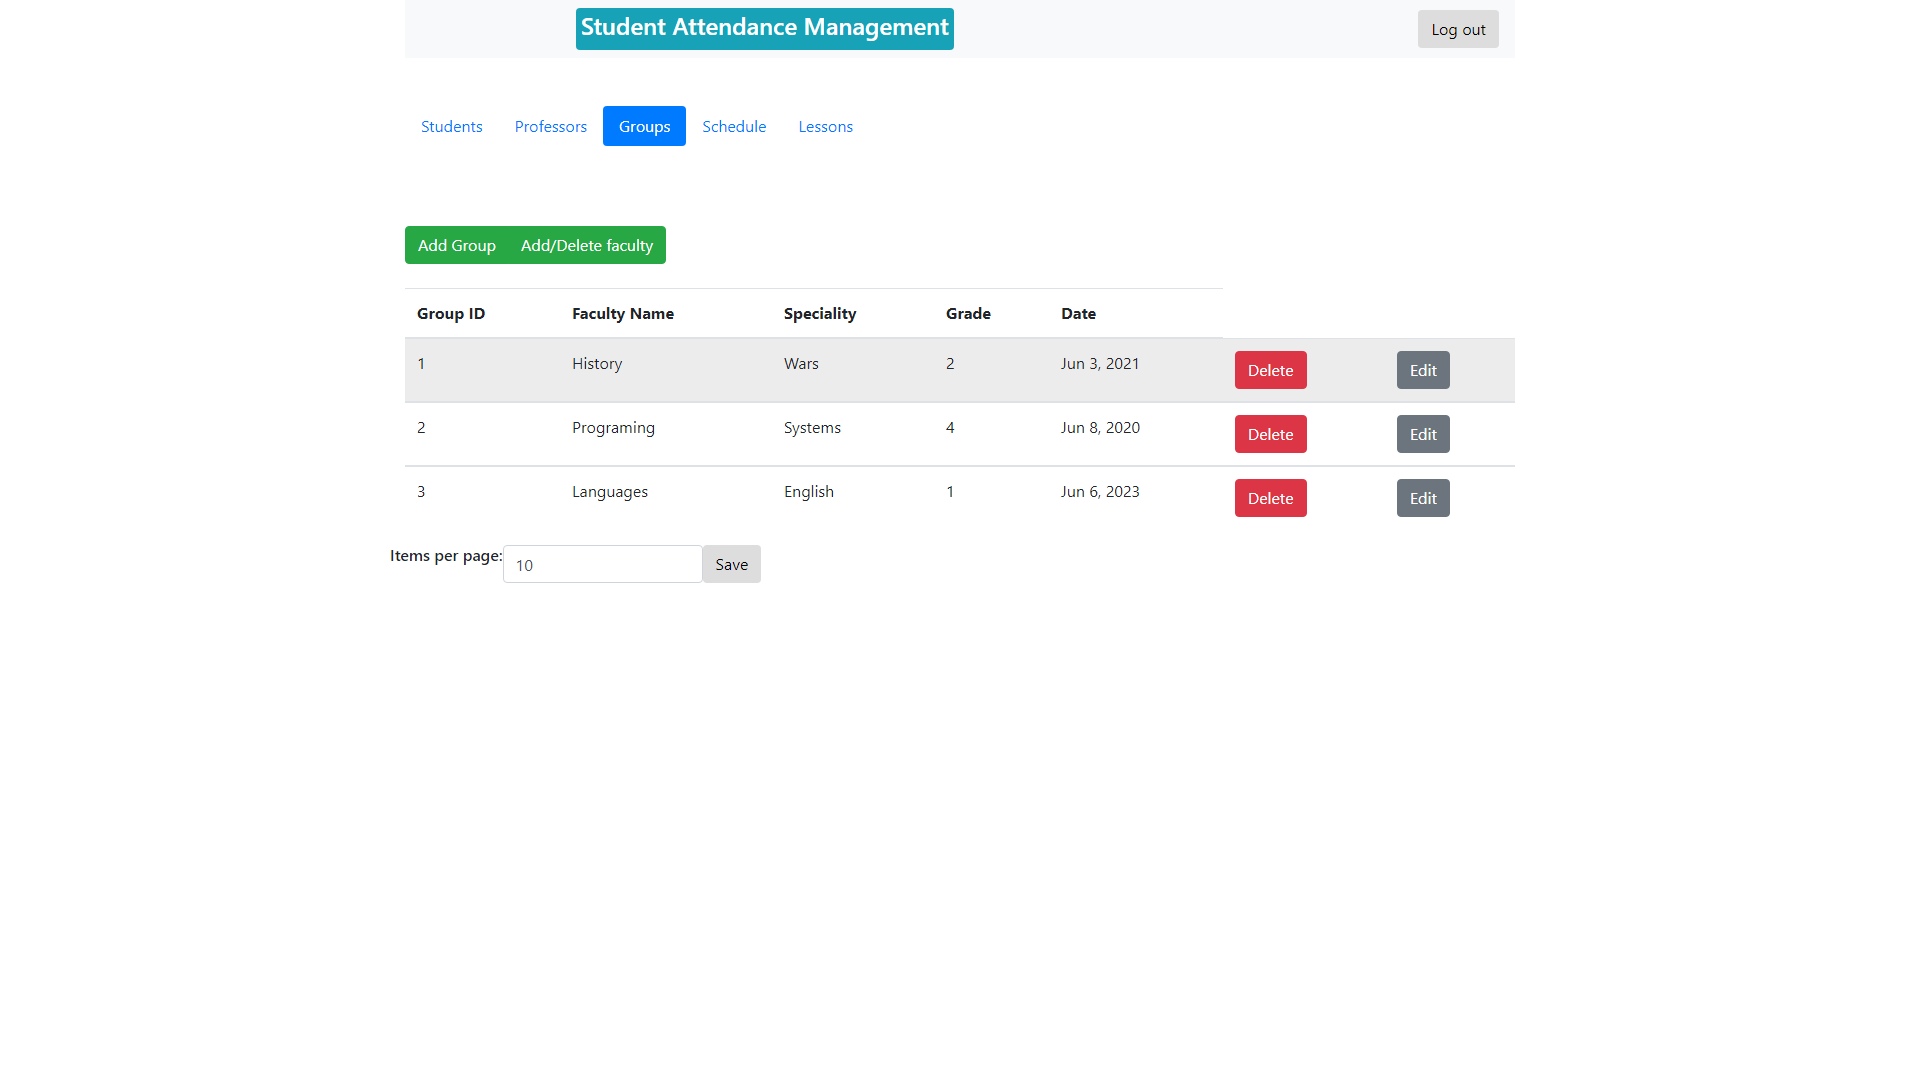 Student Attendance Management Log out
Students Professors Groups Schedule Lessons
Add Group Add/Delete faculty
Group ID Faculty Name Speciality Grade Date
1 History Wars 2 Jun 3, 2021 Delete Edit
2 Programing Systems 4 Jun 8, 2020 Delete Edit
3 Languages English 1 Jun 6, 2023 Delete Edit
Items per page: 10 Save